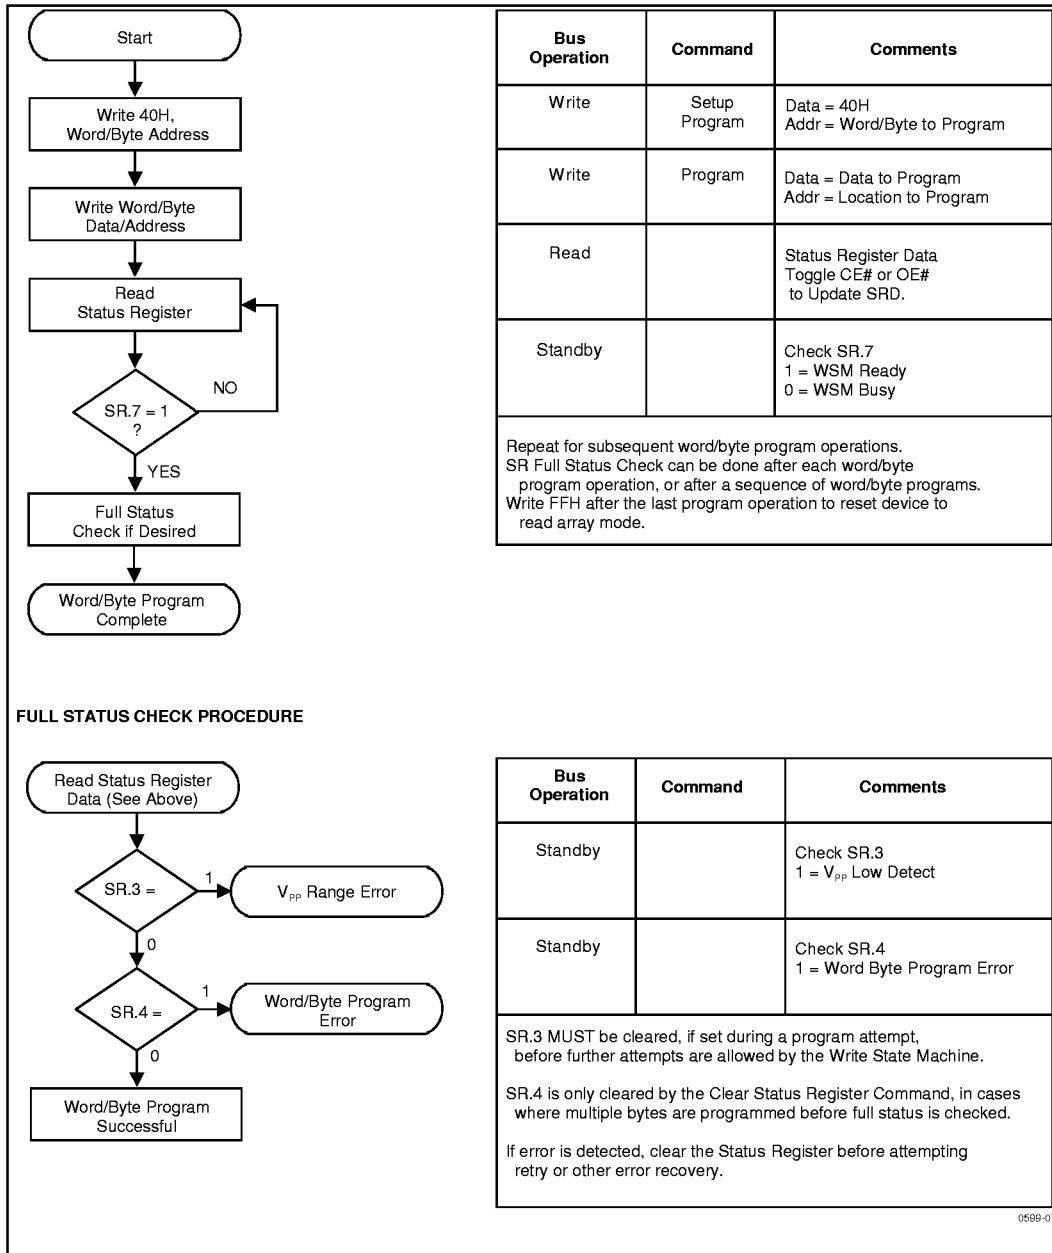 Start
Write 40H,
Word/Byte Address
Write Word/Byte
Data/Address
Read
Status Register
NO
SR.7 = 1
?
YES
Full Status
Check if Desired
Word/Byte Program
Complete
Bus
Operation
Command
Comments
Write
Setup
Program
Data = 40H
Addr = Word/Byte to Program
Write
Program
Data = Data to Program
Addr = Location to Program
Read
Status Register Data
Toggle CE# or OE#
to Update SRD.
Standby
Check SR.7
1 = WSM Ready
0 = WSM Busy
Repeat for subsequent word/byte program operations.
SR Full Status Check can be done after each word/byte
program operation, or after a sequence of word/byte programs.
Write FFH after the last program operation to reset device to
read array mode.
FULL STATUS CHECK PROCEDURE
Read Status Register
Data (See Above)
SR.3 =
1
VPP Range Error
0
SR.4 =
1
Word/Byte Program
Error
0
Word/Byte Program
Successful
Bus
Operation
Command
Comments
Standby
Check SR.3
1 = VPP Low Detect
Standby
Check SR.4
1 = Word Byte Program Error
SR.3 MUST be cleared, if set during a program attempt,
before further attempts are allowed by the Write State Machine.
SR.4 is only cleared by the Clear Status Register Command, in cases
where multiple bytes are programmed before full status is checked.
If error is detected, clear the Status Register before attempting
retry or other error recovery.